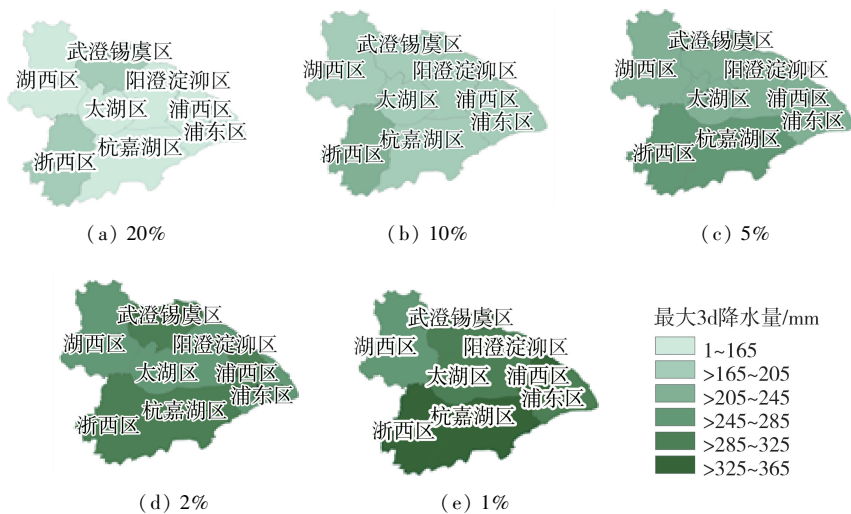 武澄锡虞区
湖西区
阳澄淀泖区
太湖区
浦西区
浦东区
杭嘉湖区
浙西区
(a) 20%
武澄锡虞区
湖西区
阳澄淀泖区
太湖区
浦西区
浦东区
杭嘉湖区
浙西区
(b) 10%
武澄锡虞区
湖西区
阳澄淀泖区
太湖区
浦西区
浦东区
杭嘉湖区
浙西区
(c) 5%
武澄锡虞区
湖西区
阳澄淀泖区
太湖区
浦西区
浦东区
杭嘉湖区
浙西区
(d) 2%
武澄锡虞区
湖西区
阳澄淀泖区
太湖区
浦西区
浦东区
杭嘉湖区
浙西区
(e) 1%
最大3d降水量/mm
1~165
>165~205
>205~245
>245~285
>285~325
>325~365